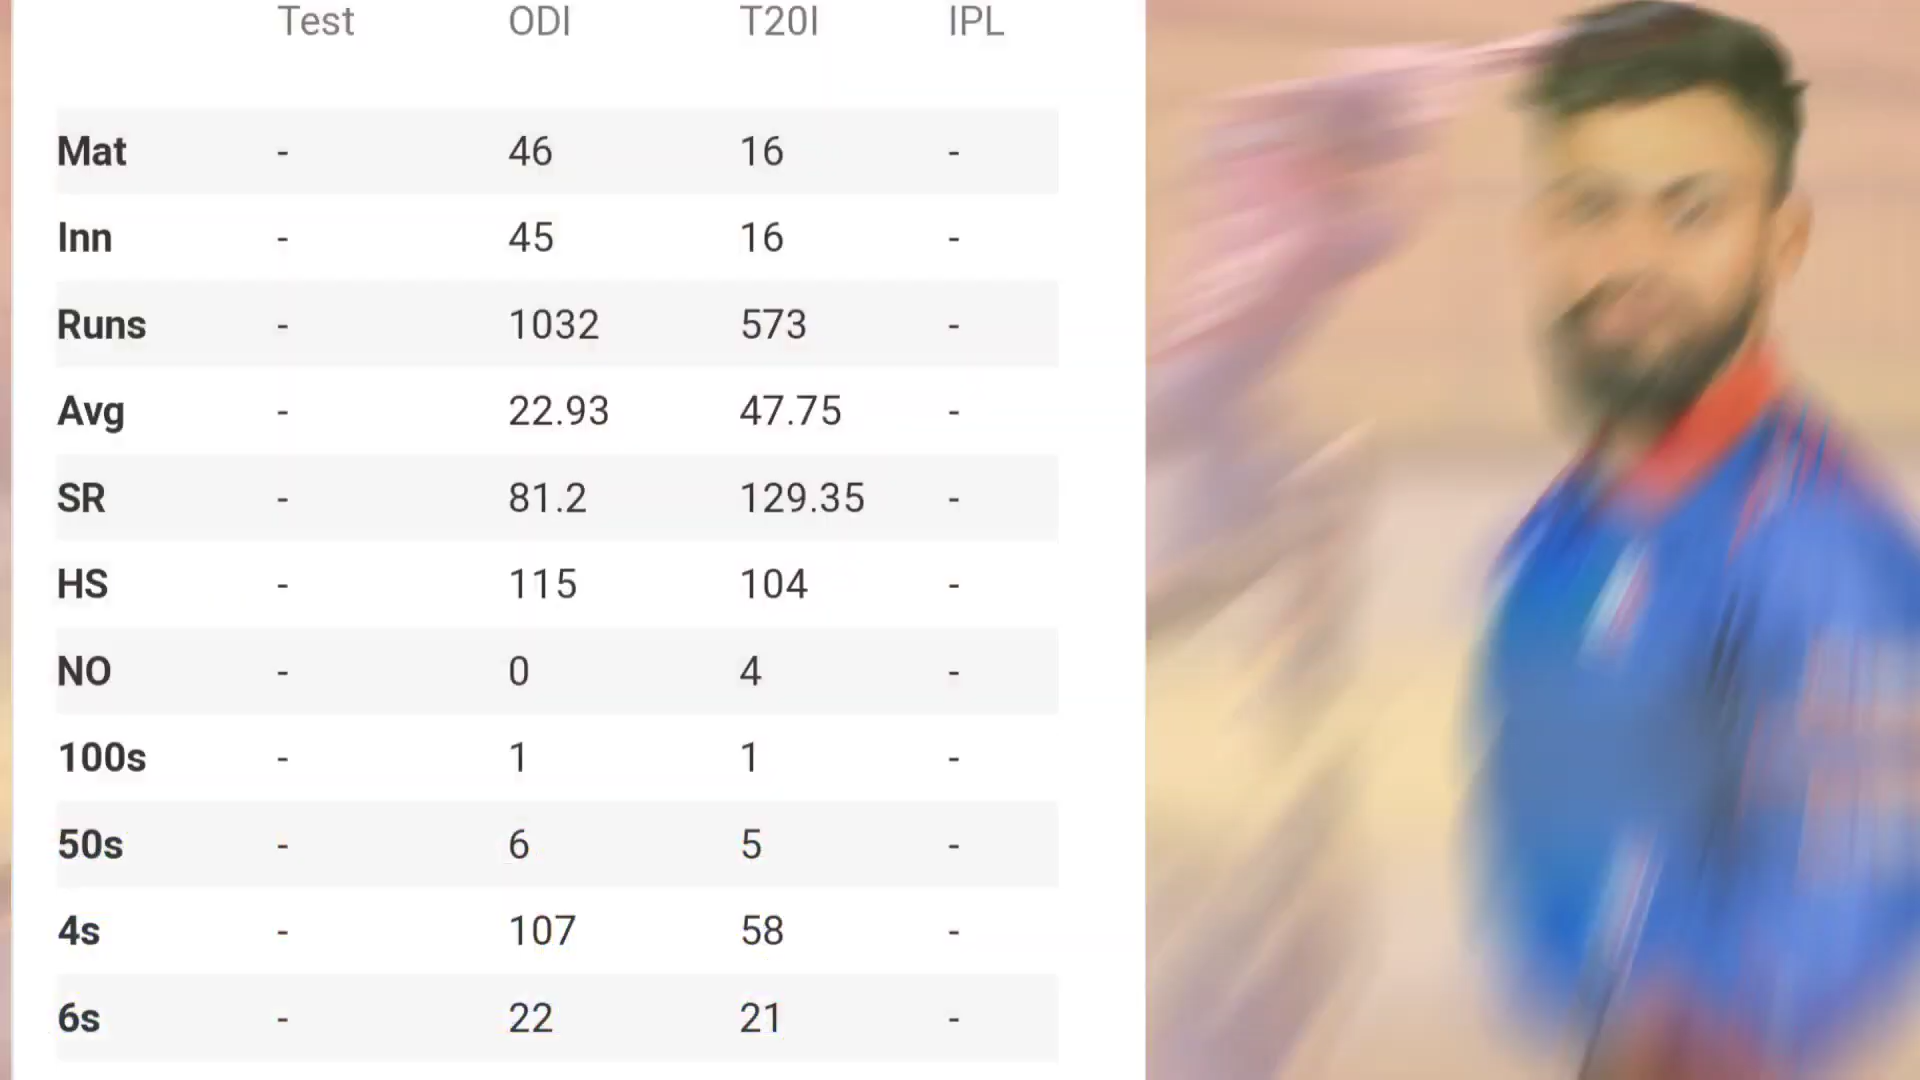 Test ODI T20I IPL
Mat - 46 16 -
Inn - 45 16 -
Runs - 1032 573 -
Avg - 22.93 47.75 -
SR - 81.2 129.35 -
HS - 115 104 -
NO - 0 4 -
100s - 1 1 -
50s - 6 5 -
4s - 107 58 -
6s - 22 21 -